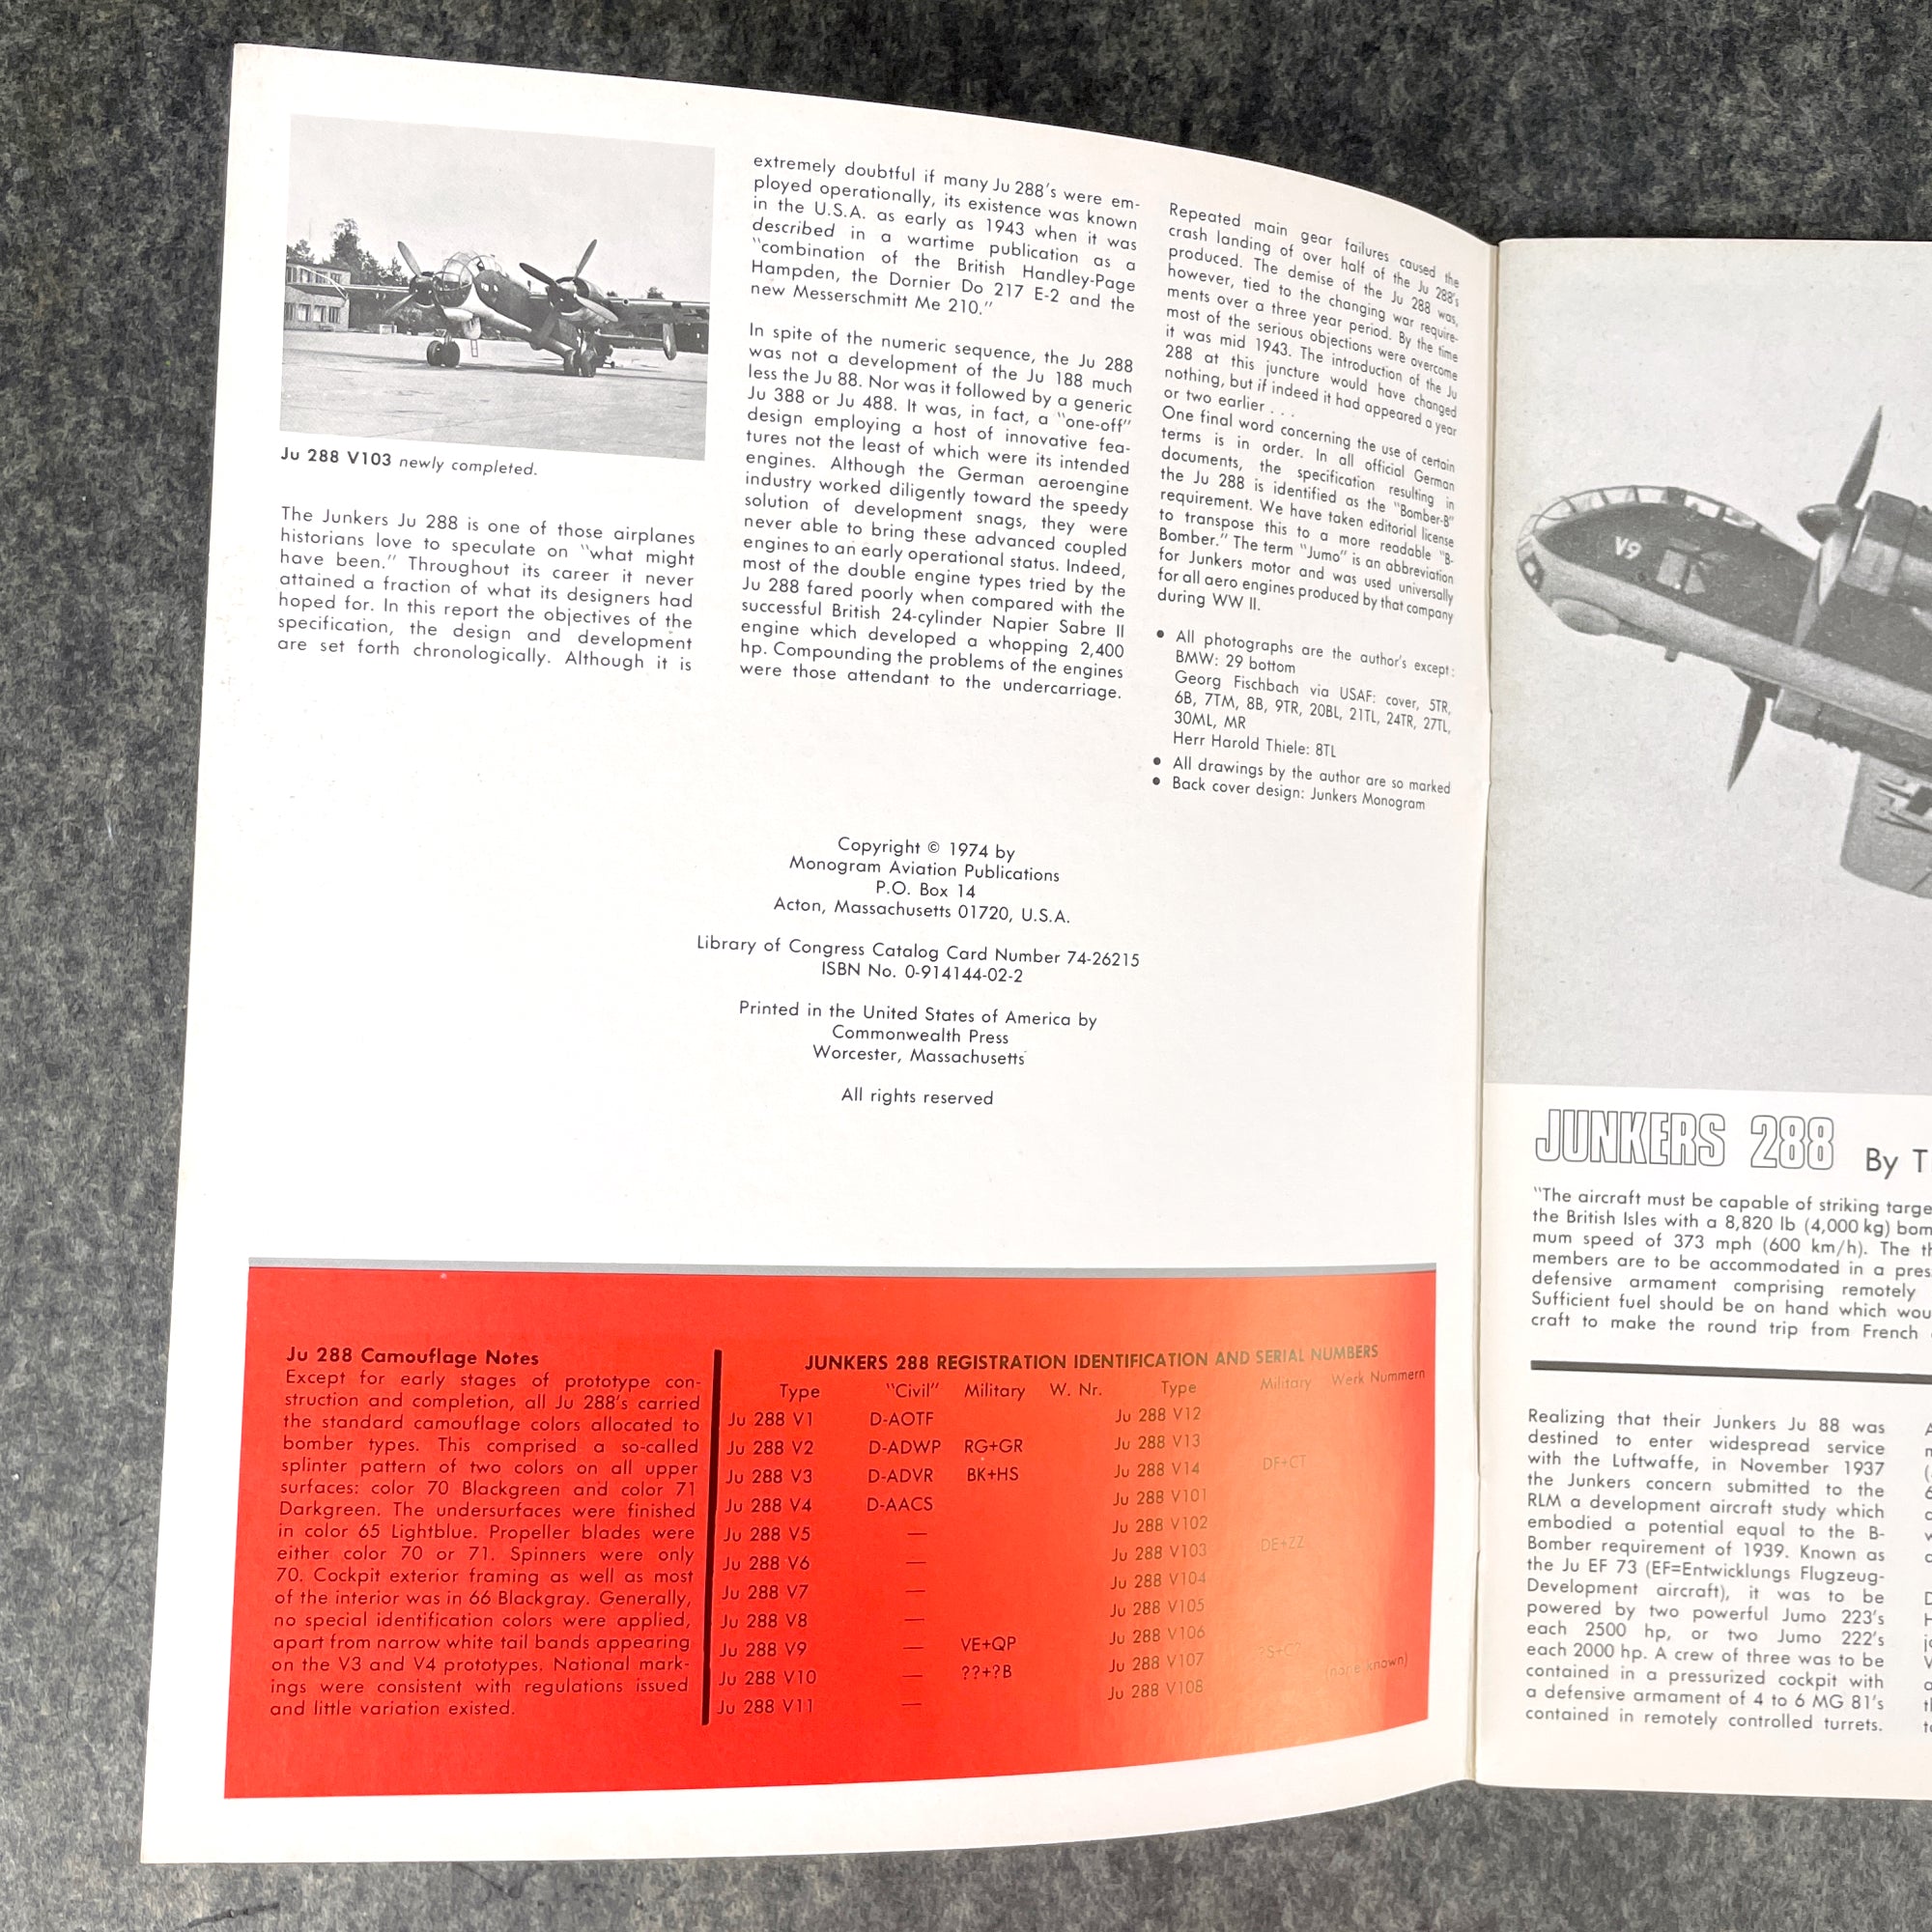 Ju 288 V103 newly completed.
The Junkers Ju 288 is one of those airplanes
historians love to speculate on "what might
have been." Throughout its career it never
attained a fraction of what its designers had
hoped for. In this report the objectives of the
specification, the design and development
are set forth chronologically. Although it is
extremely doubtful if many Ju 288's were em-
ployed operationally, its existence was known
in the U.S.A. as early as 1943 when it was
described in a wartime publication as a
"combination of the British Handley-Page
Hampden, the Dornier Do 217 E-2 and the
new Messerschmitt Me 210."
In spite of the numeric sequence, the Ju 288
was not a development of the Ju 188 much
less the Ju 88. Nor was it followed by a generic
Ju 388 or Ju 488. It was, in fact, a "one-off"
design employing a host of innovative fea-
tures not the least of which were its intended
engines. Although the German aeroengine
industry worked diligently toward the speedy
solution of development snags, they were
never able to bring these advanced coupled
engines to an early operational status. Indeed,
most of the double engine types tried by the
Ju 288 fared poorly when compared with the
successful British 24-cylinder Napier Sabre II
engine which developed a whopping 2,400
hp. Compounding the problems of the engines
were those attendant to the undercarriage.
Repeated main gear failures caused the
crash landing of over half of the Ju 288's
produced. The demise of the Ju 288 was,
however, tied to the changing war require-
ments over a three year period. By the time
most of the serious objections were overcome
it was mid 1943. The introduction of the Ju
288 at this juncture would have changed
nothing, but if indeed it had appeared a year
or two earlier . . .
One final word concerning the use of certain
terms is in order. In all official German
documents, the specification resulting in
the Ju 288 is identified as the "Bomber-B"
requirement. We have taken editorial license
to transpose this to a more readable "B-
Bomber." The term "Jumo" is an abbreviation
for Junkers motor and was used universally
for all aero engines produced by that company
during WW II.
• All photographs are the author's except:
BMW: 29 bottom
Georg Fischbach via USAF: cover, 5TR,
6B, 7TM, 8B, 9TR, 20BL, 21TL, 24TR, 27TL,
30ML, MR
Herr Harold Thiele: 8TL
• All drawings by the author are so marked
• Back cover design: Junkers Monogram
Copyright © 1974 by
Monogram Aviation Publications
P.O. Box 14
Acton, Massachusetts 01720, U.S.A.
Library of Congress Catalog Card Number 74-26215
ISBN No. 0-914144-02-2
Printed in the United States of America by
Commonwealth Press
Worcester, Massachusetts
All rights reserved
Ju 288 Camouflage Notes
Except for early stages of prototype con-
struction and completion, all Ju 288's carried
the standard camouflage colors allocated to
bomber types. This comprised a so-called
splinter pattern of two colors on all upper
surfaces: color 70 Blackgreen and color 71
Darkgreen. The undersurfaces were finished
in color 65 Lightblue. Propeller blades were
either color 70 or 71. Spinners were only
70. Cockpit exterior framing as well as most
of the interior was in 66 Blackgray. Generally,
no special identification colors were applied,
apart from narrow white tail bands appearing
on the V3 and V4 prototypes. National mark-
ings were consistent with regulations issued
and little variation existed.
JUNKERS 288 REGISTRATION IDENTIFICATION AND SERIAL NUMBERS
Type "Civil" Military W. Nr. Type Military Werk Nummern
Ju 288 V1 D-AOTF Ju 288 V12
Ju 288 V2 D-ADWP RG+GR Ju 288 V13
Ju 288 V3 D-ADVR BK+HS Ju 288 V14 DF+CT
Ju 288 V4 D-AACS Ju 288 V101
Ju 288 V5 — Ju 288 V102
Ju 288 V6 — Ju 288 V103 DE+ZZ
Ju 288 V7 — Ju 288 V104
Ju 288 V8 — Ju 288 V105
Ju 288 V9 — VE+QP Ju 288 V106
Ju 288 V10 — ??+?B Ju 288 V107 ?S+C?
Ju 288 V11 — Ju 288 V108 (none known)
V9
JUNKERS 288 By T
"The aircraft must be capable of striking targe
the British Isles with a 8,820 lb (4,000 kg) bom
mum speed of 373 mph (600 km/h). The th
members are to be accommodated in a pres
defensive armament comprising remotely
Sufficient fuel should be on hand which wou
craft to make the round trip from French
Realizing that their Junkers Ju 88 was
destined to enter widespread service
with the Luftwaffe, in November 1937
the Junkers concern submitted to the
RLM a development aircraft study which
embodied a potential equal to the B-
Bomber requirement of 1939. Known as
the Ju EF 73 (EF=Entwicklungs Flugzeug-
Development aircraft), it was to be
powered by two powerful Jumo 223's
each 2500 hp, or two Jumo 222's
each 2000 hp. A crew of three was to be
contained in a pressurized cockpit with
a defensive armament of 4 to 6 MG 81's
contained in remotely controlled turrets.